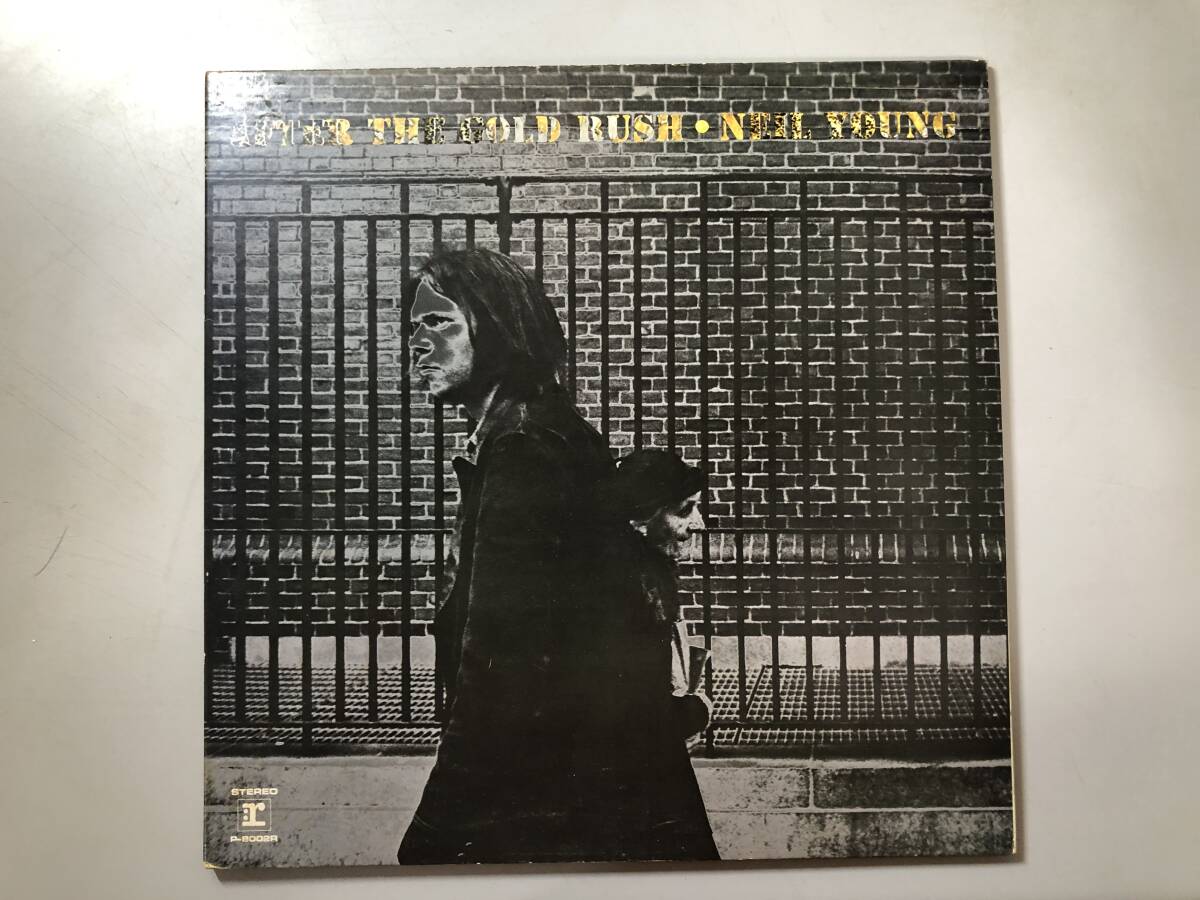 AFTER THE GOLD RUSH • NEIL YOUNG
STEREO
r
P-8002R